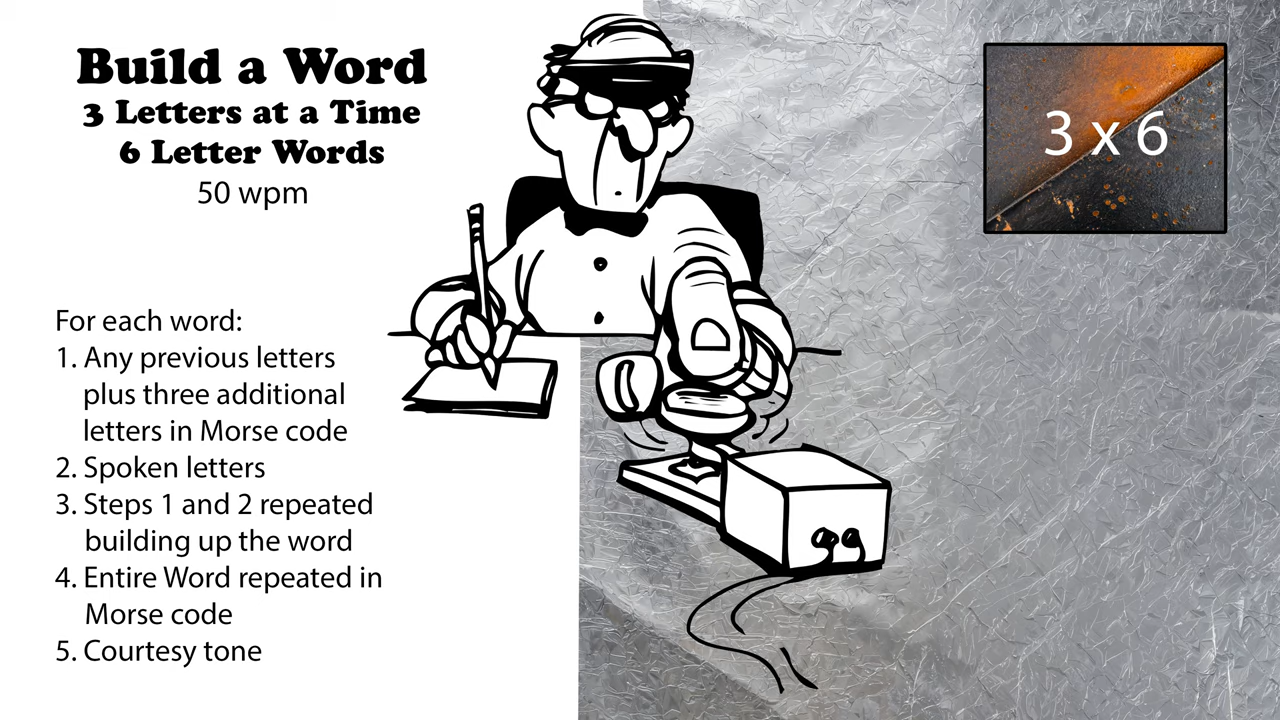 Build a Word
3 Letters at a Time
6 Letter Words
50 wpm
3 x 6
For each word:
1. Any previous letters
plus three additional
letters in Morse code
2. Spoken letters
3. Steps 1 and 2 repeated
building up the word
4. Entire Word repeated in
Morse code
5. Courtesy tone